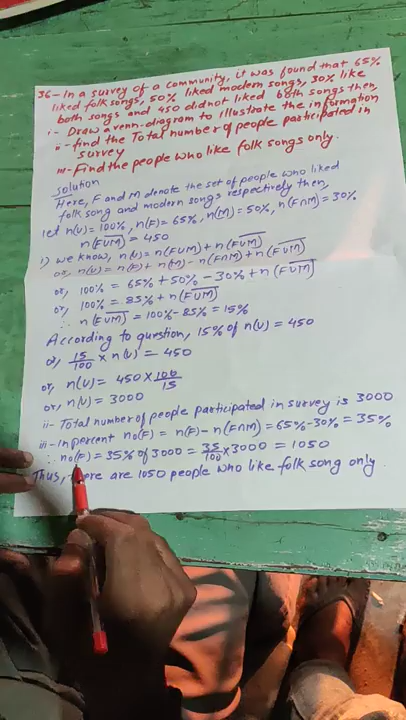 36- In a survey of a community, it was found that 65%
liked folk songs, 50% liked modern songs, 30% like
both songs and 450 didnot liked both songs then,
i- Draw a venn-diagram to illustrate the information
ii- find the Total number of people participated in
survey
iii- Find the people who like folk songs only.
Solution
Here, F and M denote the set of people who liked
folk song and modern songs respectively then,
let n(U) = 100%, n(F) = 65%, n(M) = 50%, n(F∩M) = 30%
n(F̅U̅M̅) = 450
i) we know, n(U) = n(FUM) + n(F̅U̅M̅)
or, n(U) = n(F) + n(M) - n(F∩M) + n(F̅U̅M̅)
or, 100% = 65% + 50% - 30% + n(F̅U̅M̅)
or, 100% = 85% + n(F̅U̅M̅)
∴ n(F̅U̅M̅) = 100% - 85% = 15%
According to question, 15% of n(U) = 450
or, 15/100 × n(U) = 450
or, n(U) = 450 × 100/15
or, n(U) = 3000
ii- Total number of people participated in survey is 3000
iii- In percent n₀(F) = n(F) - n(F∩M) = 65% - 30% = 35%
∴ n₀(F) = 35% of 3000 = 35/100 × 3000 = 1050
Thus, there are 1050 people who like folk song only